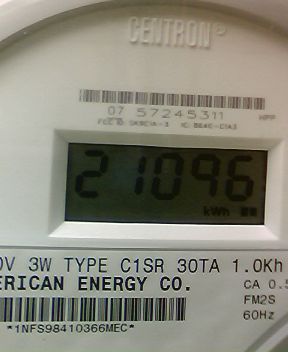 CENTRON®
07 57245311
HPP
21096
kWh
0V 3W TYPE C1SR 30TA 1.0Kh
ERICAN ENERGY CO.
CA 0.5
FM2S
60Hz
*1NFS98410366MEC*